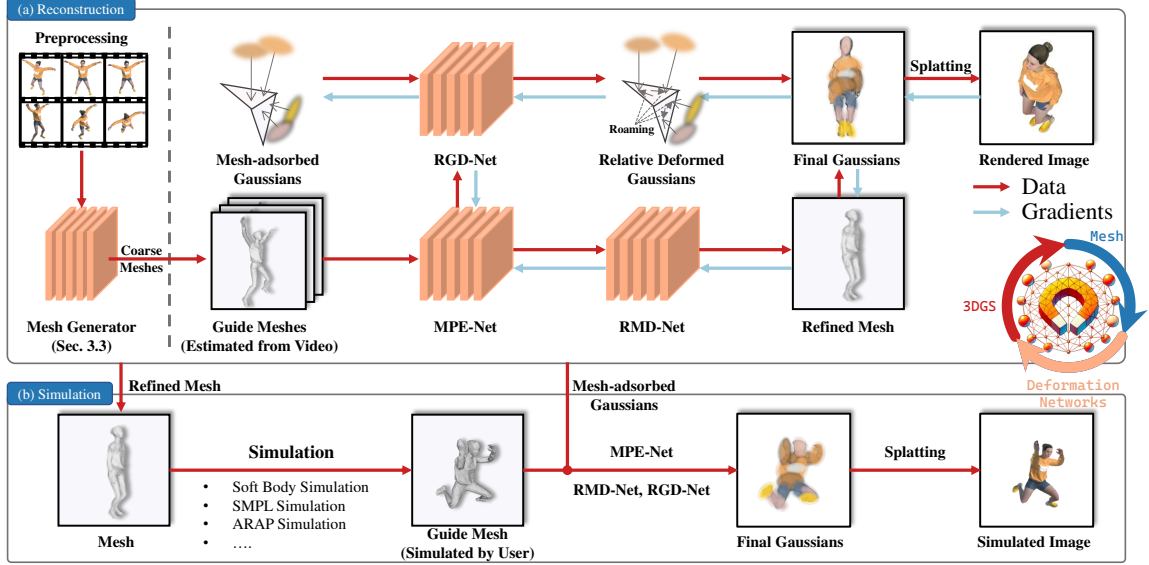 (a) Reconstruction
Preprocessing
Mesh Generator
(Sec. 3.3)
Coarse
Meshes
Mesh-adsorbed
Gaussians
Guide Meshes
(Estimated from Video)
RGD-Net
MPE-Net
Roaming
Relative Deformed
Gaussians
RMD-Net
Final Gaussians
Refined Mesh
Splatting
Rendered Image
Data
Gradients
Mesh
3DGS
Deformation
Networks
(b) Simulation
Refined Mesh
Mesh-adsorbed
Gaussians
Mesh
Simulation
• Soft Body Simulation
• SMPL Simulation
• ARAP Simulation
• ....
Guide Mesh
(Simulated by User)
MPE-Net
RMD-Net, RGD-Net
Final Gaussians
Splatting
Simulated Image